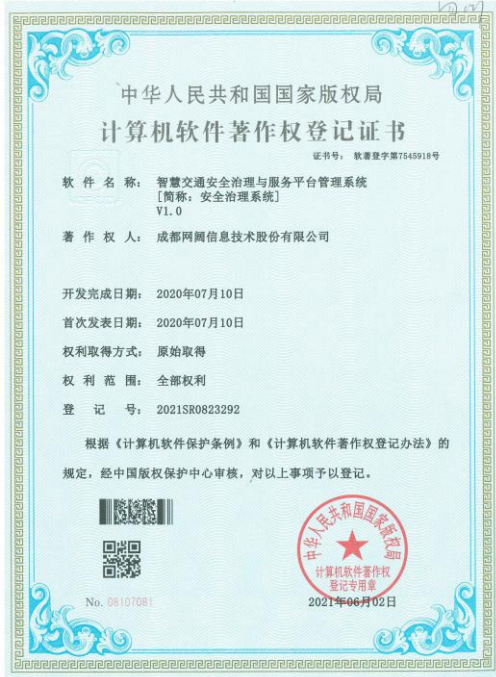 中华人民共和国国家版权局
计算机软件著作权登记证书
证书号： 软著登字第7545918号
软件名称： 智慧交通安全治理与服务平台管理系统
[简称：安全治理系统]
V1.0
著作权人： 成都网阔信息技术股份有限公司
开发完成日期： 2020年07月10日
首次发表日期： 2020年07月10日
权利取得方式： 原始取得
权利范围： 全部权利
登记号： 2021SR0823292
根据《计算机软件保护条例》和《计算机软件著作权登记办法》的
规定，经中国版权保护中心审核，对以上事项予以登记。
中华人民共和国国家版权局
计算机软件著作权
登记专用章
No. 08107081
2021年06月02日